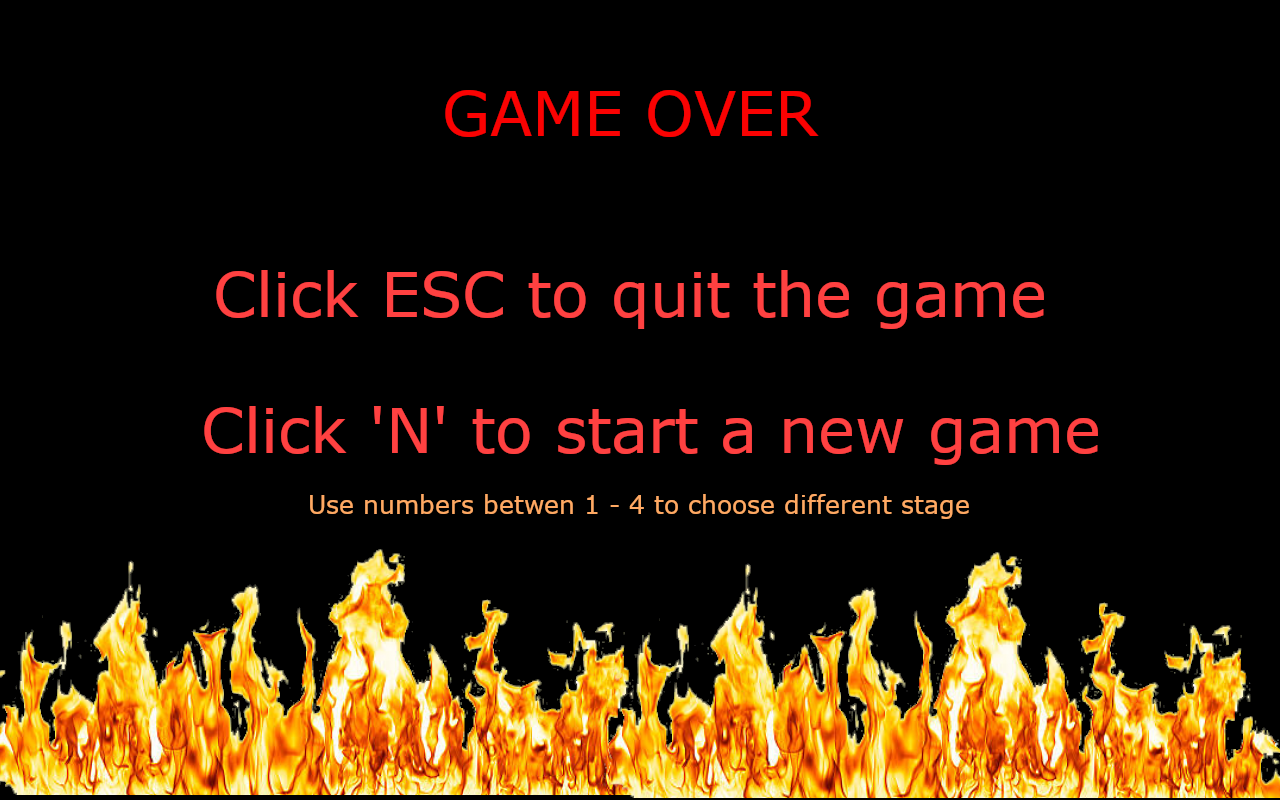 GAME OVER
Click ESC to quit the game
Click 'N' to start a new game
Use numbers betwen 1 - 4 to choose different stage